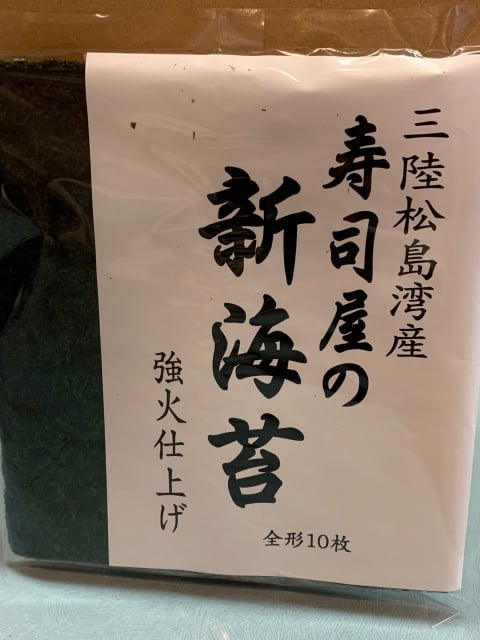 三陸松島湾産
寿司屋の
新海苔
強火仕上げ
全形10枚